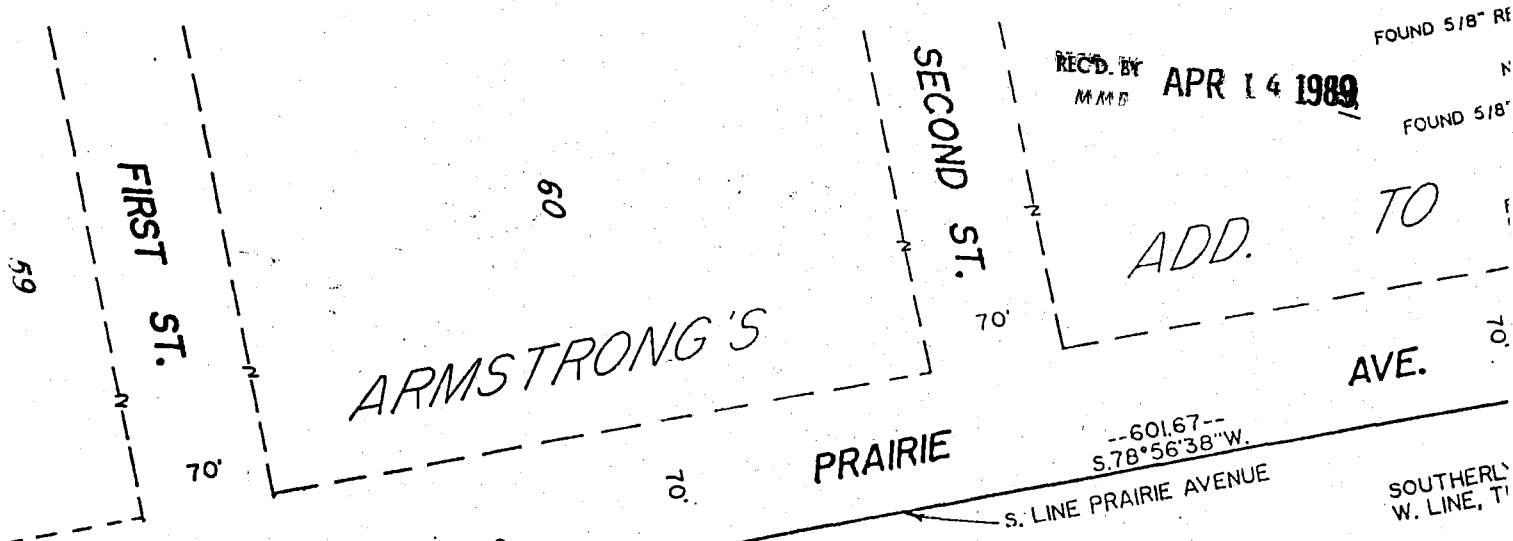 FOUND 5/8" RE
REC'D. BY
MMB
APR 14 1989
N
FOUND 5/8"
SECOND ST.
FIRST ST.
60
59
ARMSTRONG'S
ADD. TO
70'
70'
70'
70'
PRAIRIE AVE.
--601.67--
S.78°56'38"W.
S. LINE PRAIRIE AVENUE
SOUTHERLY
W. LINE, T